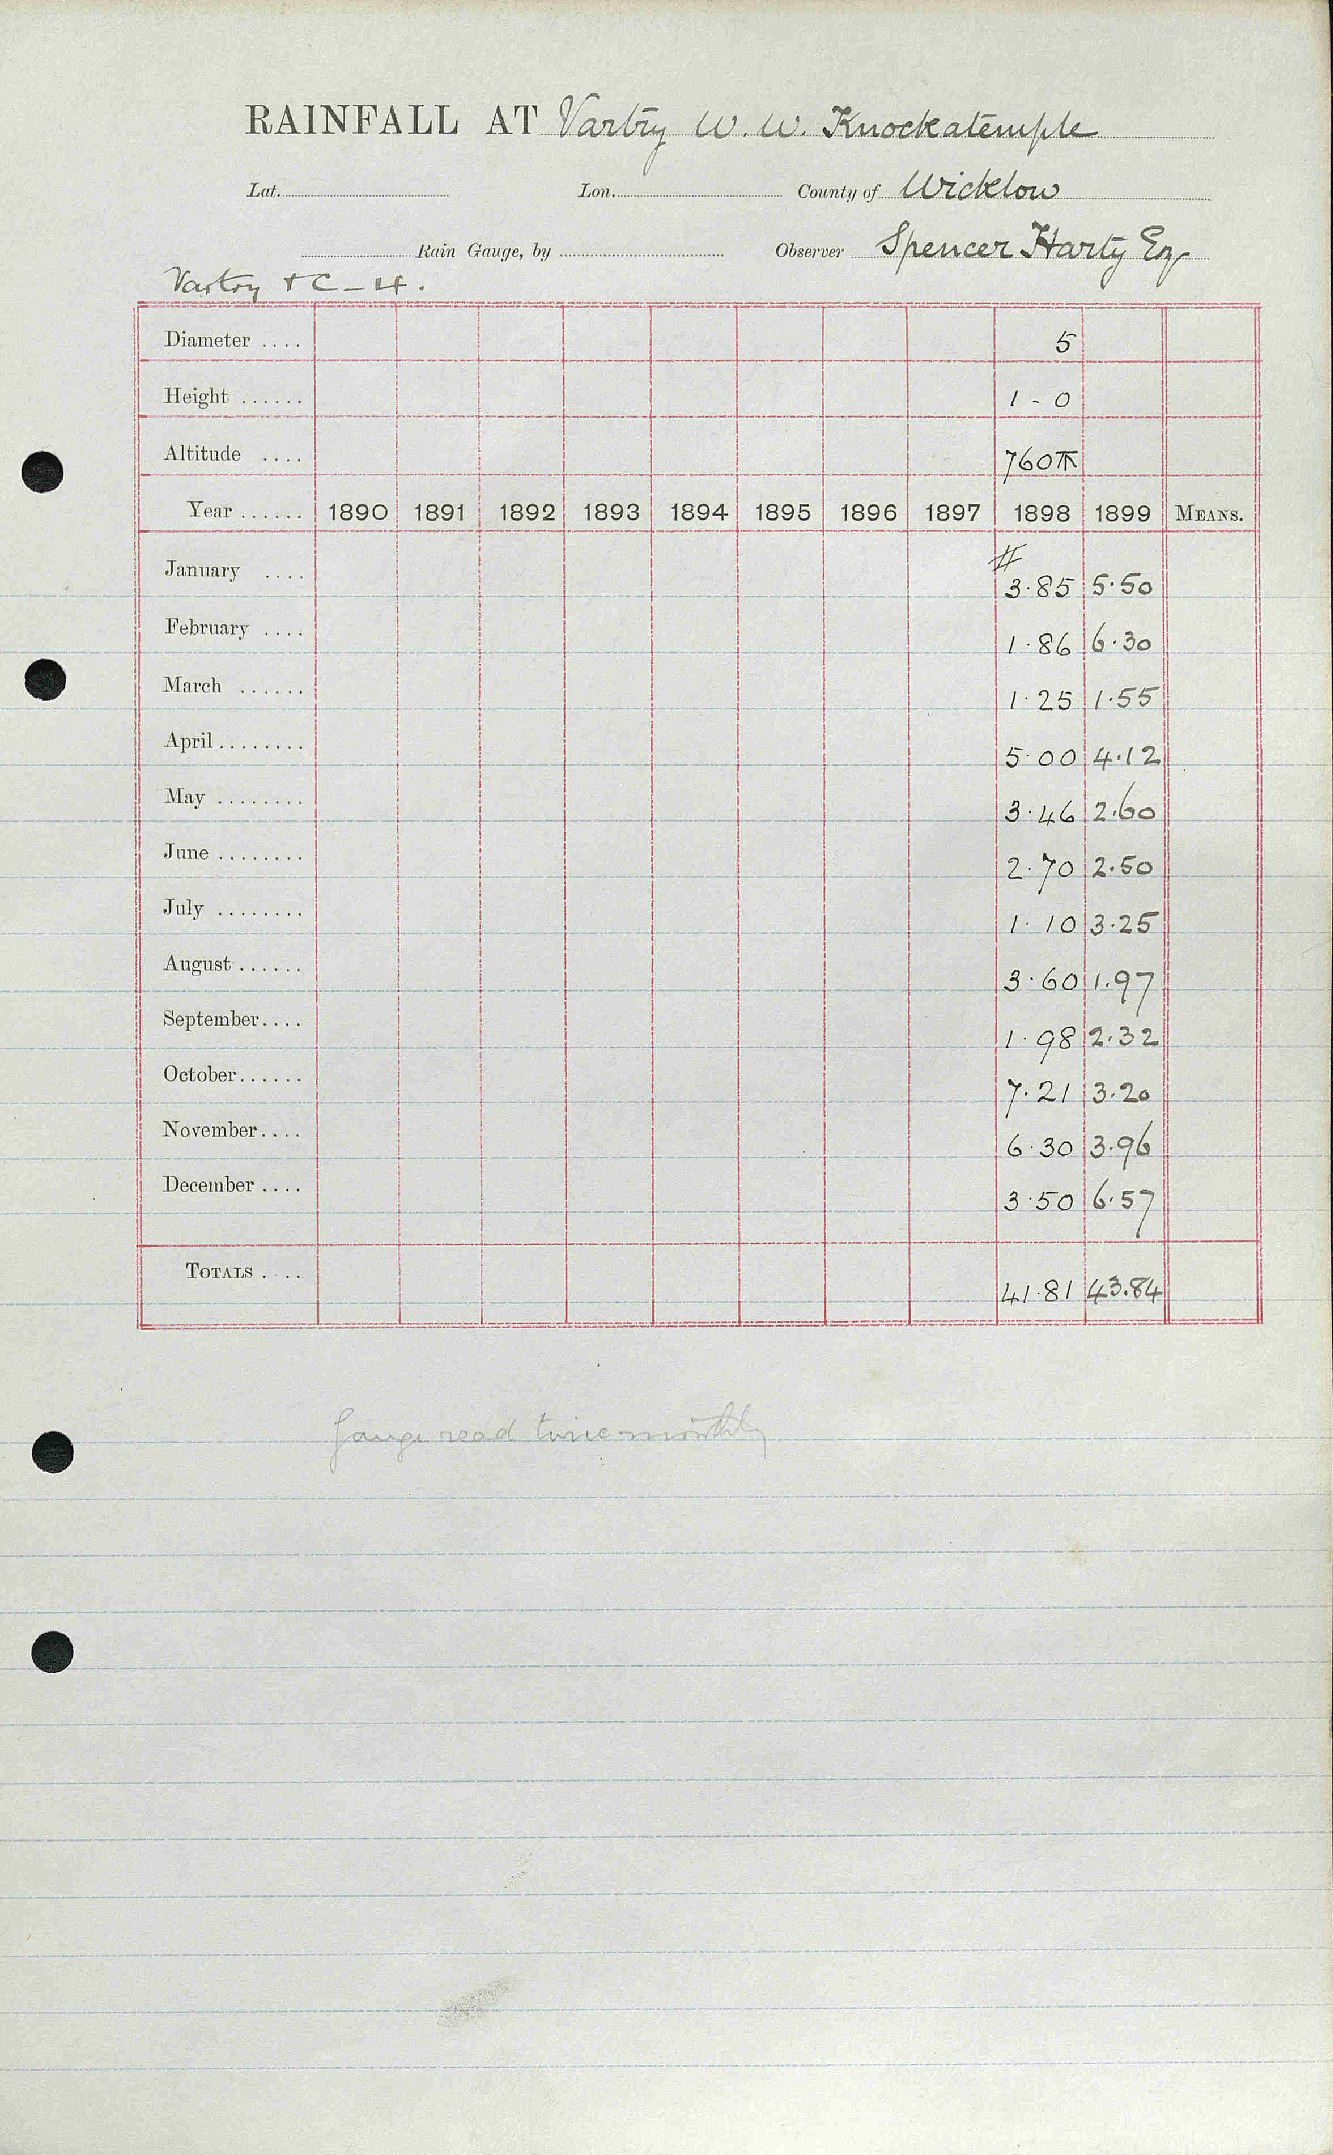 RAINFALL AT Vartry W. W. Knockatemple
Lat. Lon. County of Wicklow
Rain Gauge, by Observer Spencer Harty Esq
Vartry & C - 4.
Diameter .... 5
Height ...... 1 - 0
Altitude .... 760 ft
Year ...... 1890 1891 1892 1893 1894 1895 1896 1897 1898 1899 MEANS.
#
January .... 3.85 5.50
February .... 1.86 6.30
March ...... 1.25 1.55
April ........ 5.00 4.12
May ........ 3.46 2.60
June ........ 2.70 2.50
July ........ 1.10 3.25
August ...... 3.60 1.97
September .... 1.98 2.32
October ...... 7.21 3.20
November .... 6.30 3.96
December .... 3.50 6.57
TOTALS .... 41.81 43.84
Gauge read twice monthly